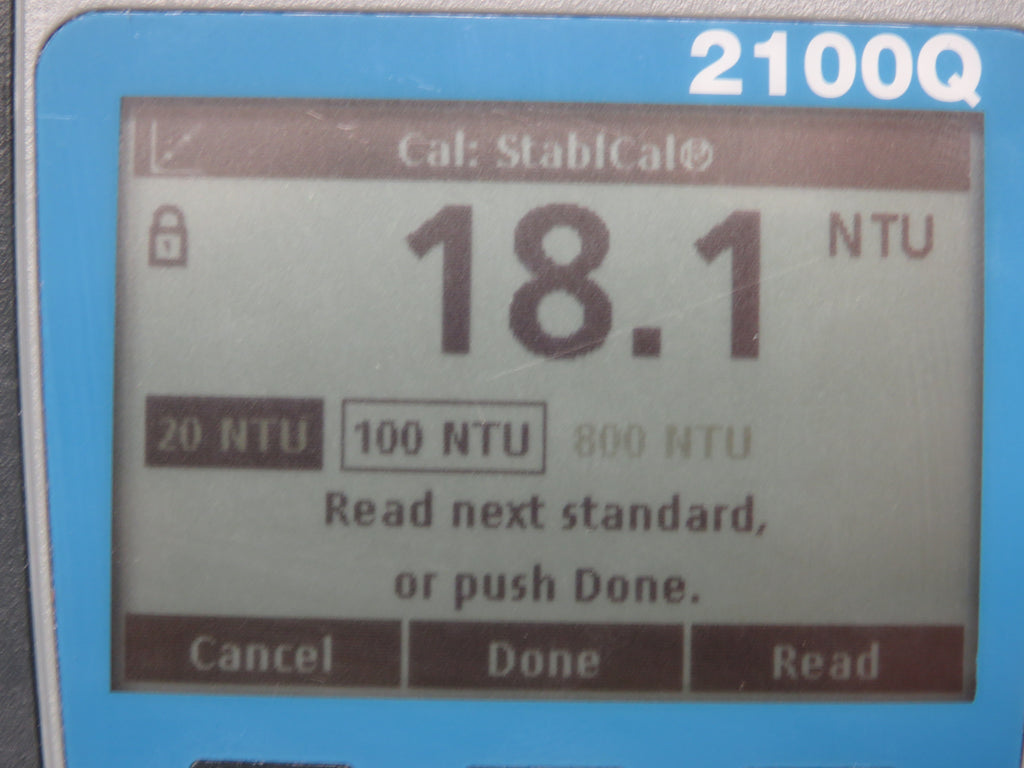 2100Q
Cal: StablCal®
18.1 NTU
20 NTU 100 NTU 800 NTU
Read next standard,
or push Done.
Cancel Done Read